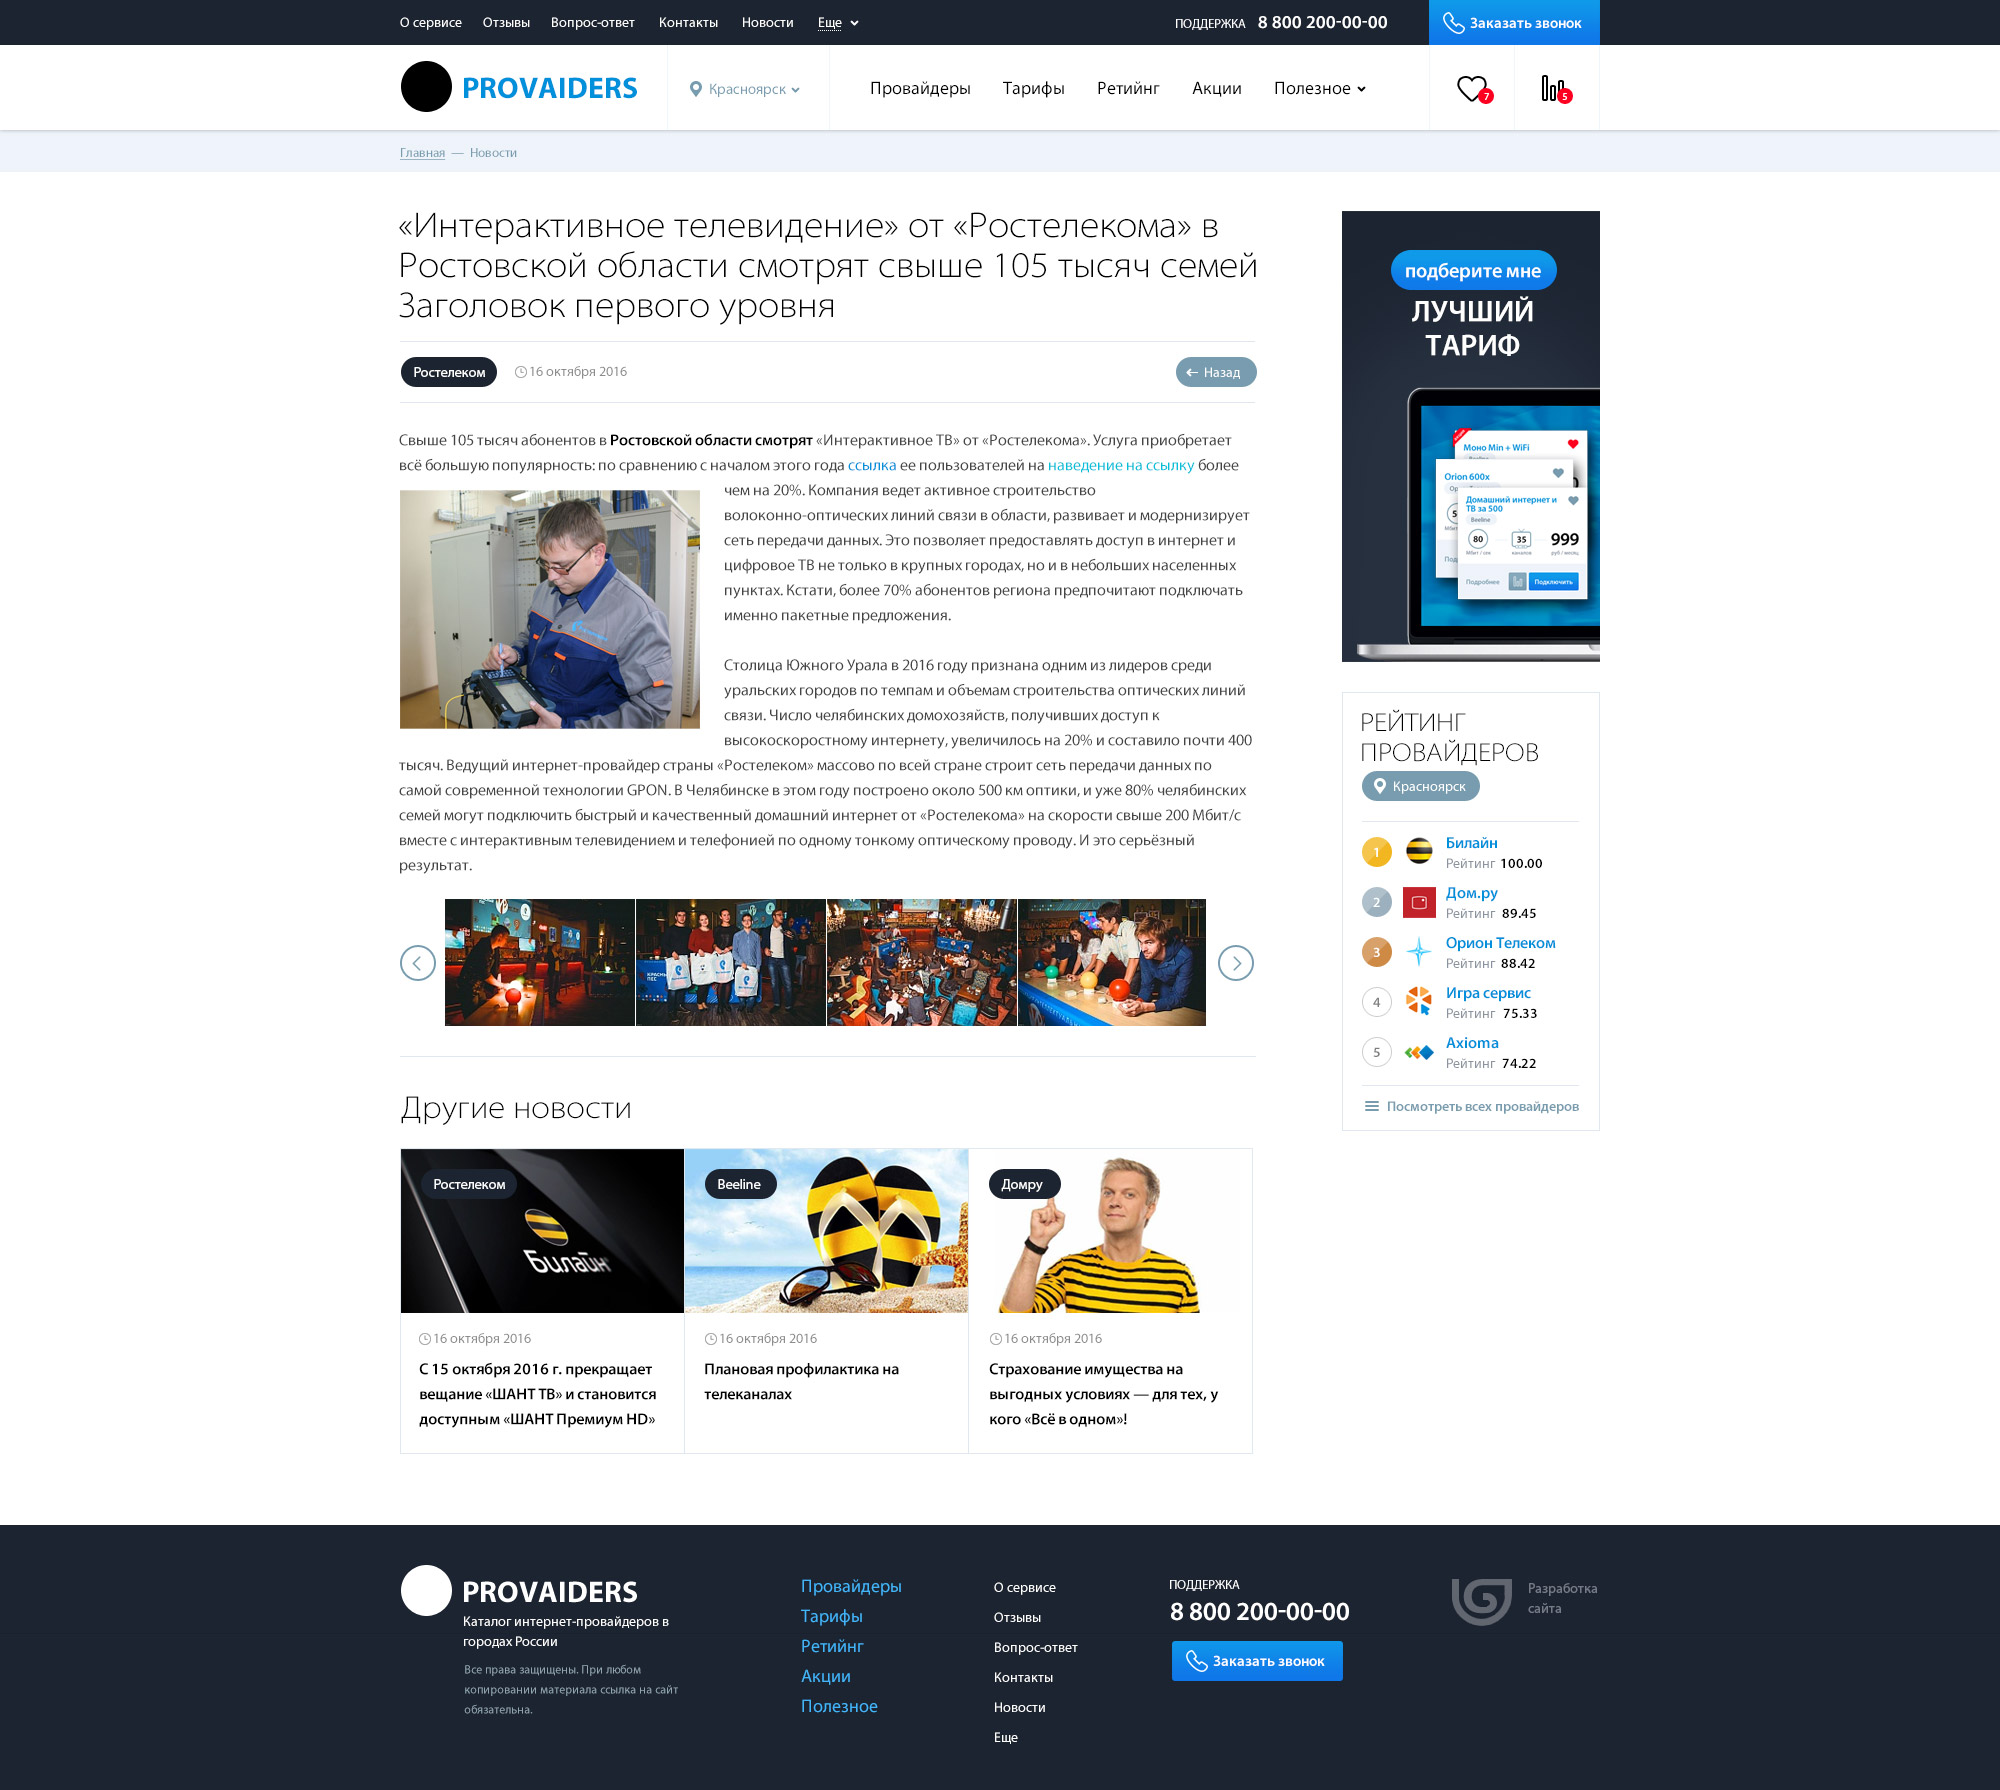 О сервисе Отзывы Вопрос-ответ Контакты Новости Еще ПОДДЕРЖКА 8 800 200-00-00 Заказать звонок
PROVAIDERS Красноярск Провайдеры Тарифы Ретийнг Акции Полезное 7 5
Главная — Новости
«Интерактивное телевидение» от «Ростелекома» в
Ростовской области смотрят свыше 105 тысяч семей
Заголовок первого уровня
Ростелеком 16 октября 2016 Назад
Свыше 105 тысяч абонентов в Ростовской области смотрят «Интерактивное ТВ» от «Ростелекома». Услуга приобретает
всё большую популярность: по сравнению с началом этого года ссылка ее пользователей на наведение на ссылку более
чем на 20%. Компания ведет активное строительство
волоконно-оптических линий связи в области, развивает и модернизирует
сеть передачи данных. Это позволяет предоставлять доступ в интернет и
цифровое ТВ не только в крупных городах, но и в небольших населенных
пунктах. Кстати, более 70% абонентов региона предпочитают подключать
именно пакетные предложения.
Столица Южного Урала в 2016 году признана одним из лидеров среди
уральских городов по темпам и объемам строительства оптических линий
связи. Число челябинских домохозяйств, получивших доступ к
высокоскоростному интернету, увеличилось на 20% и составило почти 400
тысяч. Ведущий интернет-провайдер страны «Ростелеком» массово по всей стране строит сеть передачи данных по
самой современной технологии GPON. В Челябинске в этом году построено около 500 км оптики, и уже 80% челябинских
семей могут подключить быстрый и качественный домашний интернет от «Ростелекома» на скорости свыше 200 Мбит/с
вместе с интерактивным телевидением и телефонией по одному тонкому оптическому проводу. И это серьёзный
результат.
Другие новости
Ростелеком
Билайн
16 октября 2016
С 15 октября 2016 г. прекращает
вещание «ШАНТ ТВ» и становится
доступным «ШАНТ Премиум HD»
Beeline
16 октября 2016
Плановая профилактика на
телеканалах
Домру
16 октября 2016
Страхование имущества на
выгодных условиях — для тех, у
кого «Всё в одном»!
подберите мне
ЛУЧШИЙ
ТАРИФ
Моно Min + WiFi
Orion 600x
Домашний интернет и
ТВ за 500
Beeline
80 35 999
Мбит / сек каналов руб / месяц
Подробнее Подключить
РЕЙТИНГ
ПРОВАЙДЕРОВ
Красноярск
1 Билайн
Рейтинг 100.00
2 Дом.ру
Рейтинг 89.45
3 Орион Телеком
Рейтинг 88.42
4 Игра сервис
Рейтинг 75.33
5 Axioma
Рейтинг 74.22
Посмотреть всех провайдеров
PROVAIDERS
Каталог интернет-провайдеров в
городах России
Все права защищены. При любом
копировании материала ссылка на сайт
обязательна.
Провайдеры
Тарифы
Ретийнг
Акции
Полезное
О сервисе
Отзывы
Вопрос-ответ
Контакты
Новости
Еще
ПОДДЕРЖКА
8 800 200-00-00
Заказать звонок
Разработка
сайта